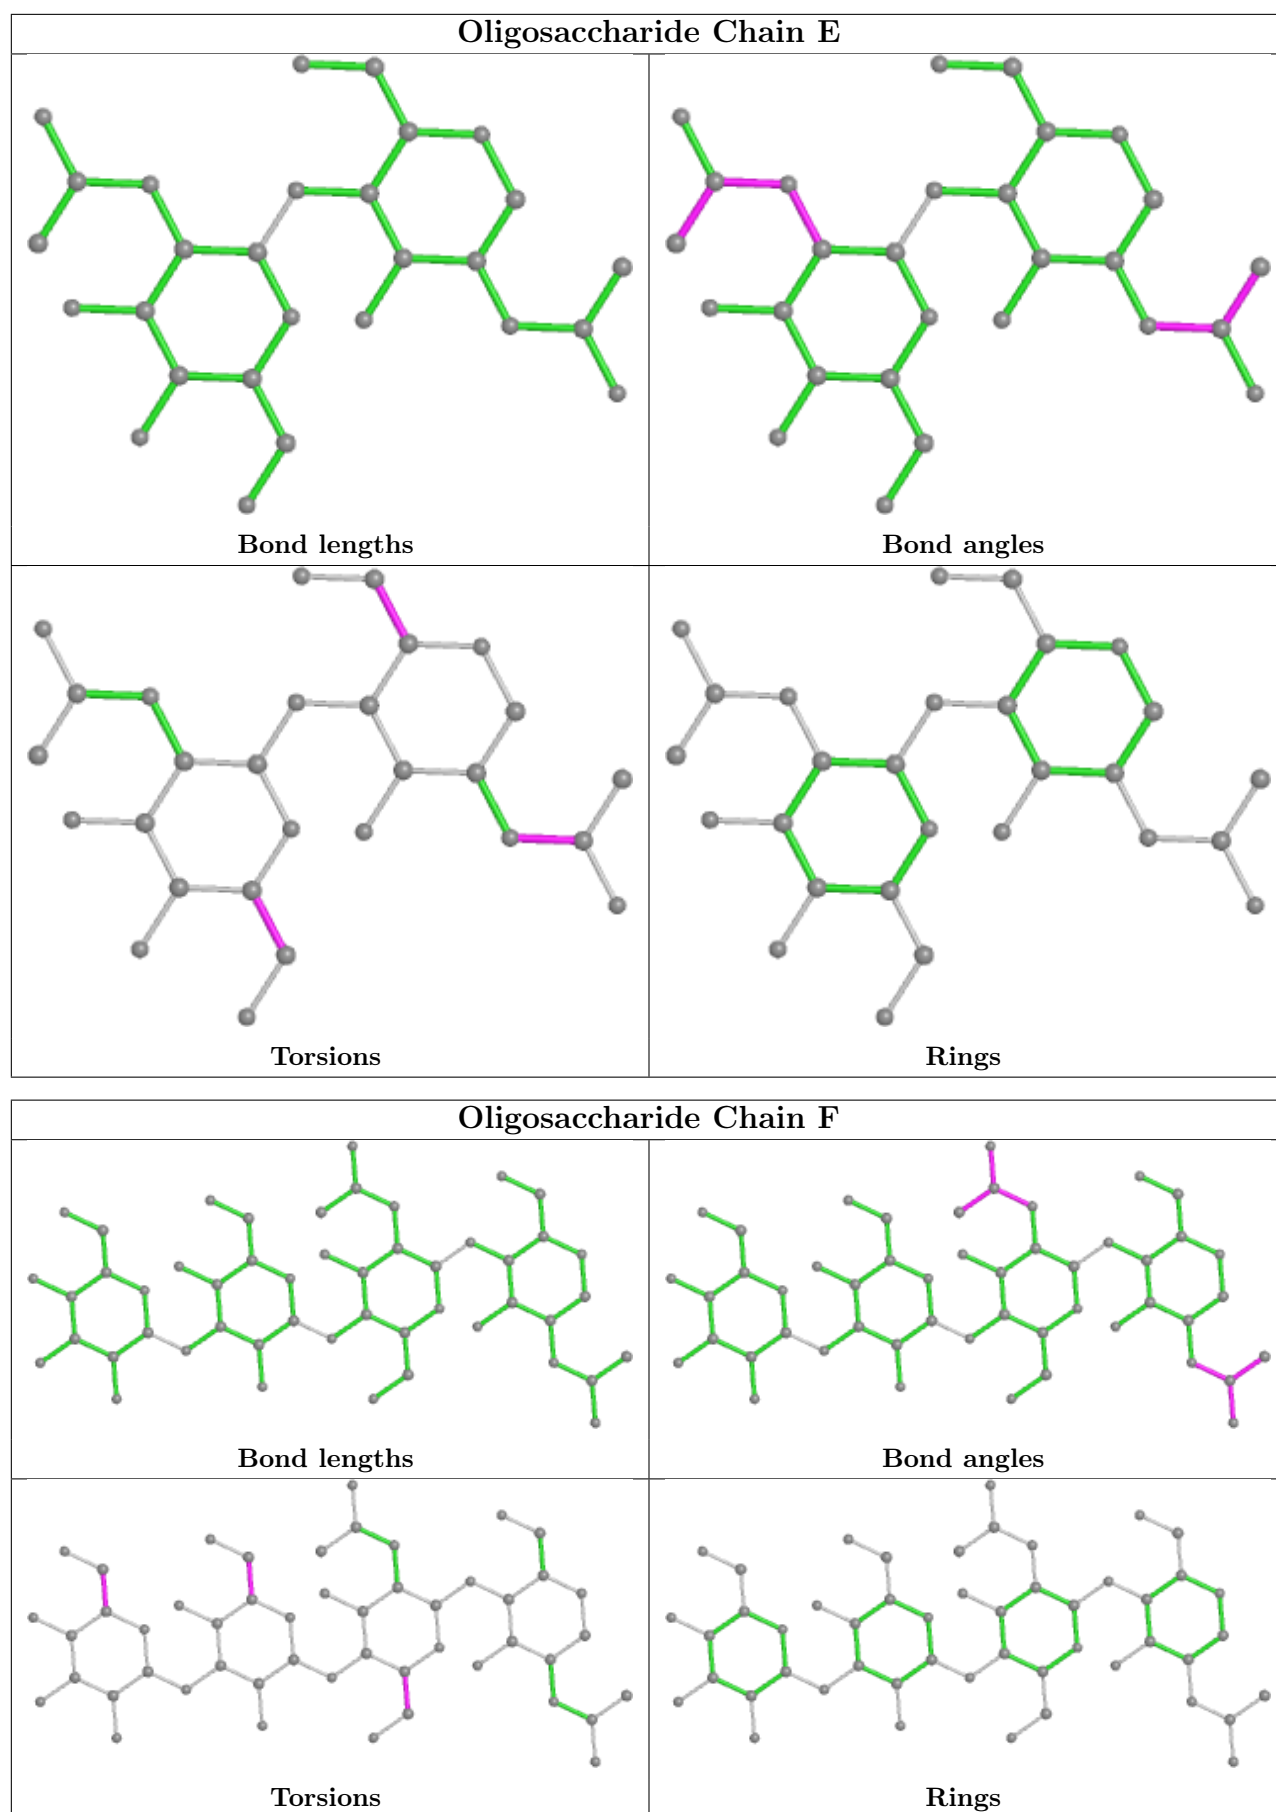 Oligosaccharide Chain E
Bond lengths
Bond angles
Torsions
Rings
Oligosaccharide Chain F
Bond lengths
Bond angles
Torsions
Rings